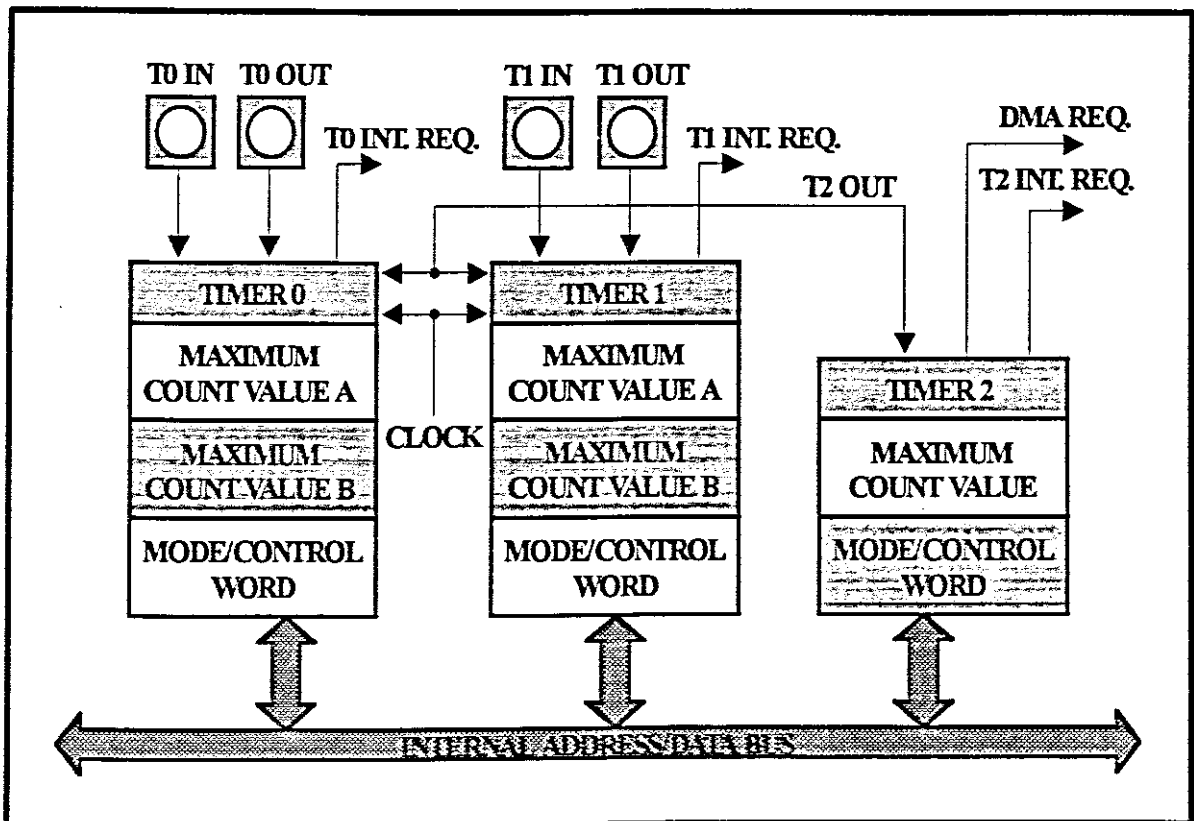 T0 IN
T0 OUT
T0 INT. REQ.
T1 IN
T1 OUT
T1 INT. REQ.
T2 OUT
DMA REQ.
T2 INT. REQ.
TIMER 0
MAXIMUM
COUNT VALUE A
MAXIMUM
COUNT VALUE B
MODE/CONTROL
WORD
CLOCK
TIMER 1
MAXIMUM
COUNT VALUE A
MAXIMUM
COUNT VALUE B
MODE/CONTROL
WORD
TIMER 2
MAXIMUM
COUNT VALUE
MODE/CONTROL
WORD
INTERNAL ADDRESS/DATA BUS